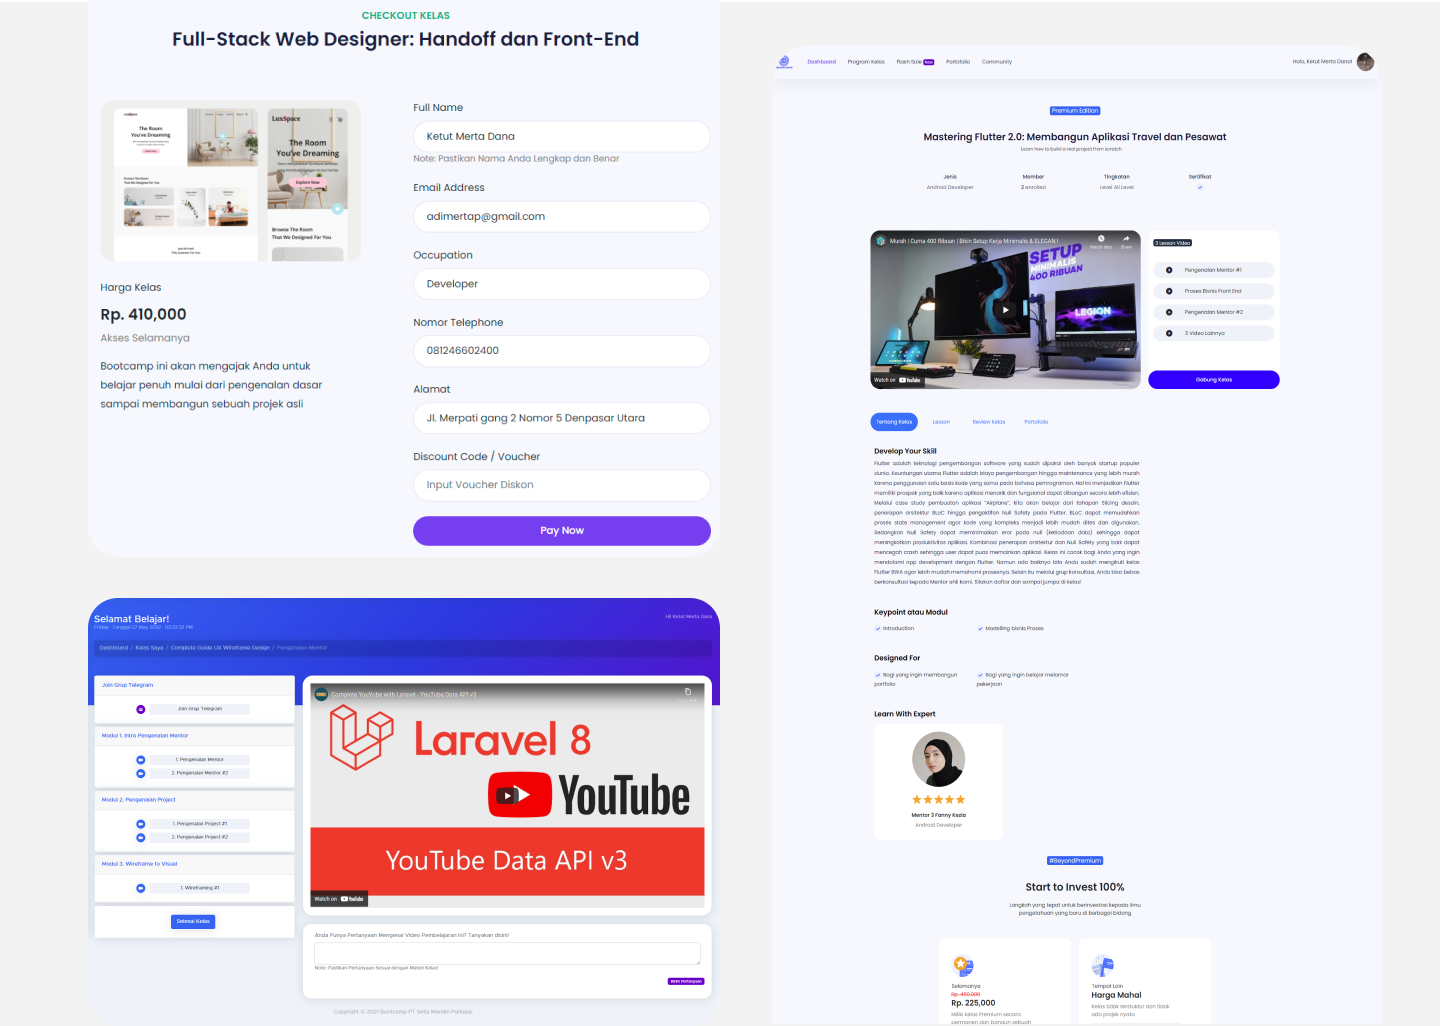 CHECKOUT KELAS
Full-Stack Web Designer: Handoff dan Front-End
LuxSpace
The Room
You've Dreaming
Browse The Room
That We Designed For You
LuxSpace
The Room
You've Dreaming
Explore Now
Browse The Room
That We Designed For You
Harga Kelas
Rp. 410,000
Akses Selamanya
Bootcamp ini akan mengajak Anda untuk
belajar penuh mulai dari pengenalan dasar
sampai membangun sebuah projek asli
Full Name
Ketut Merta Dana
Note: Pastikan Nama Anda Lengkap dan Benar
Email Address
adimertap@gmail.com
Occupation
Developer
Nomor Telephone
081246602400
Alamat
Jl. Merpati gang 2 Nomor 5 Denpasar Utara
Discount Code / Voucher
Input Voucher Diskon
Pay Now
Selamat Belajar!
Hi! Ketut Merta Dana
Dashboard / Kelas Saya / Complete Guide UX Wireframe Design / Pengenalan Mentor
Join Grup Telegram
Join Grup Telegram
Modul 1. Intro Pengenalan Mentor
1. Pengenalan Mentor
2. Pengenalan Mentor #2
Modul 2. Pengenalan Project
1. Pengenalan Project #1
2. Pengenalan Project #2
Modul 3. Wireframe to Visual
1. Wireframing #1
Selesai Kelas
Complete YouYube with Laravel - YouTube Data API v3
Laravel 8
YouTube
YouTube Data API v3
Watch on YouTube
Anda Punya Pertanyaan Mengenai Video Pembelajaran ini? Tanyakan disini!
Note: Pastikan Pertanyaan Sesuai dengan Materi Kelas!
Kirim Pertanyaan
Copyright © 2021 Bootcamp PT Satia Mandiri Perkasa.
Dashboard
Program Kelas
Flash Sale New
Portofolio
Community
Halo, Ketut Merta Dana!
Premium Edition
Mastering Flutter 2.0: Membangun Aplikasi Travel dan Pesawat
Learn how to build a real project from scratch
Jenis
Android Developer
Member
2 enrolled
Tingkatan
Level All Level
Sertifikat
Murah | Cuma 400 Ribuan | Bikin Setup Kerja Minimalis & ELEGAN !
Watch later
Share
SETUP
MINIMALIS
400 RIBUAN
LEGION
Watch on YouTube
3 Lesson Video
Pengenalan Mentor #1
Proses Bisnis Front End
Pengenalan Mentor #2
3 Video Lainnya
Gabung Kelas
Tentang Kelas
Lesson
Review Kelas
Portofolio
Develop Your Skill
Flutter adalah teknologi pengembangan software yang sudah dipakai oleh banyak startup populer
dunia. Keuntungan utama Flutter adalah biaya pengembangan hingga maintenance yang lebih murah
karena penggunaan satu basis kode yang sama pada bahasa pemrograman. Hal ini menjadikan Flutter
memiliki prospek yang baik karena aplikasi menarik dan fungsional dapat dibangun secara lebih efisien.
Melalui case study pembuatan aplikasi "Airplane", Kita akan belajar dari tahapan Slicing desain,
penerapan arsitektur BLoC hingga pengaktifan Null Safety pada Flutter. BLoC dapat memudahkan
proses state management agar kode yang kompleks menjadi lebih mudah dites dan digunakan.
Sedangkan Null Safety dapat meminimalkan eror pada null (ketiadaan data) sehingga dapat
meningkatkan produktivitas aplikasi. Kombinasi penerapan arsitektur dan Null Safety yang baik dapat
mencegah crash sehingga user dapat puas memainkan aplikasi. Kelas ini cocok bagi Anda yang ingin
mendalami app development dengan Flutter. Namun ada baiknya bila Anda sudah mengikuti kelas
Flutter BWA agar lebih mudah memahami prosesnya. Selain itu melalui grup konsultasi, Anda bisa bebas
berkonsultasi kepada Mentor ahli kami. Silakan daftar dan sampai jumpa di kelas!
Keypoint atau Modul
Introduction
Modelling bisnis Proses
Designed For
Bagi yang ingin membangun
portfolio
Bagi yang ingin belajar melamar
pekerjaan
Learn With Expert
Mentor 3 Fanny Kezia
Android Developer
#BeyondPremium
Start to Invest 100%
Langkah yang tepat untuk berinvestasi kepada ilmu
pengetahuan yang baru di berbagai bidang
Selamanya
Rp. 450,000
Rp. 225,000
Miliki kelas Premium secara
permanen dan bangun sebuah
Tempat Lain
Harga Mahal
Kelas tidak terstuktur dan tidak
ada projek nyata